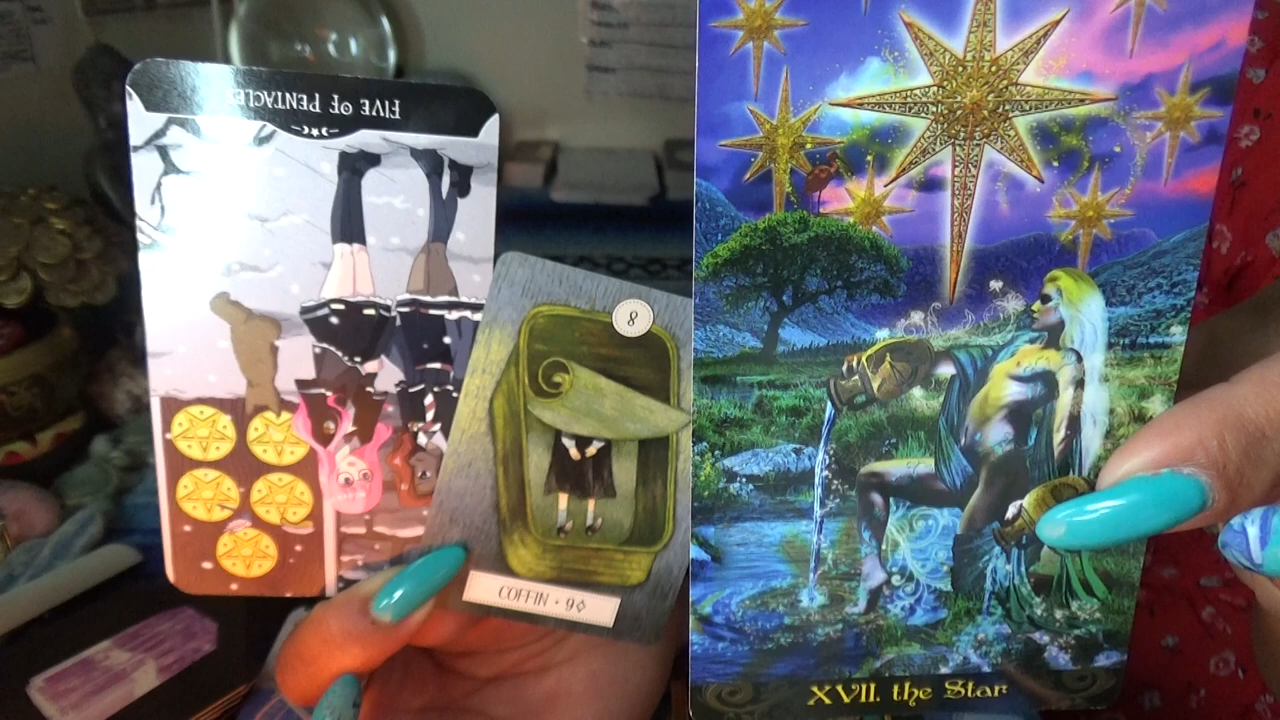 FIVE OF PENTACLES
8
COFFIN • 9♢
XVII. the Star